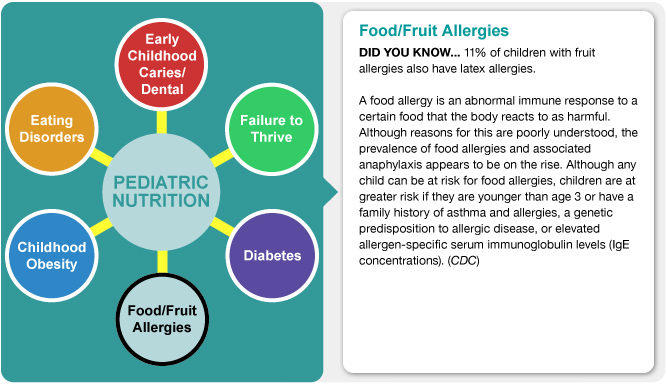 Early
Childhood
Caries/
Dental
Eating
Disorders
Failure to
Thrive
PEDIATRIC
NUTRITION
Childhood
Obesity
Diabetes
Food/Fruit
Allergies
Food/Fruit Allergies
DID YOU KNOW... 11% of children with fruit
allergies also have latex allergies.
A food allergy is an abnormal immune response to a
certain food that the body reacts to as harmful.
Although reasons for this are poorly understood, the
prevalence of food allergies and associated
anaphylaxis appears to be on the rise. Although any
child can be at risk for food allergies, children are at
greater risk if they are younger than age 3 or have a
family history of asthma and allergies, a genetic
predisposition to allergic disease, or elevated
allergen-specific serum immunoglobulin levels (IgE
concentrations). (CDC)